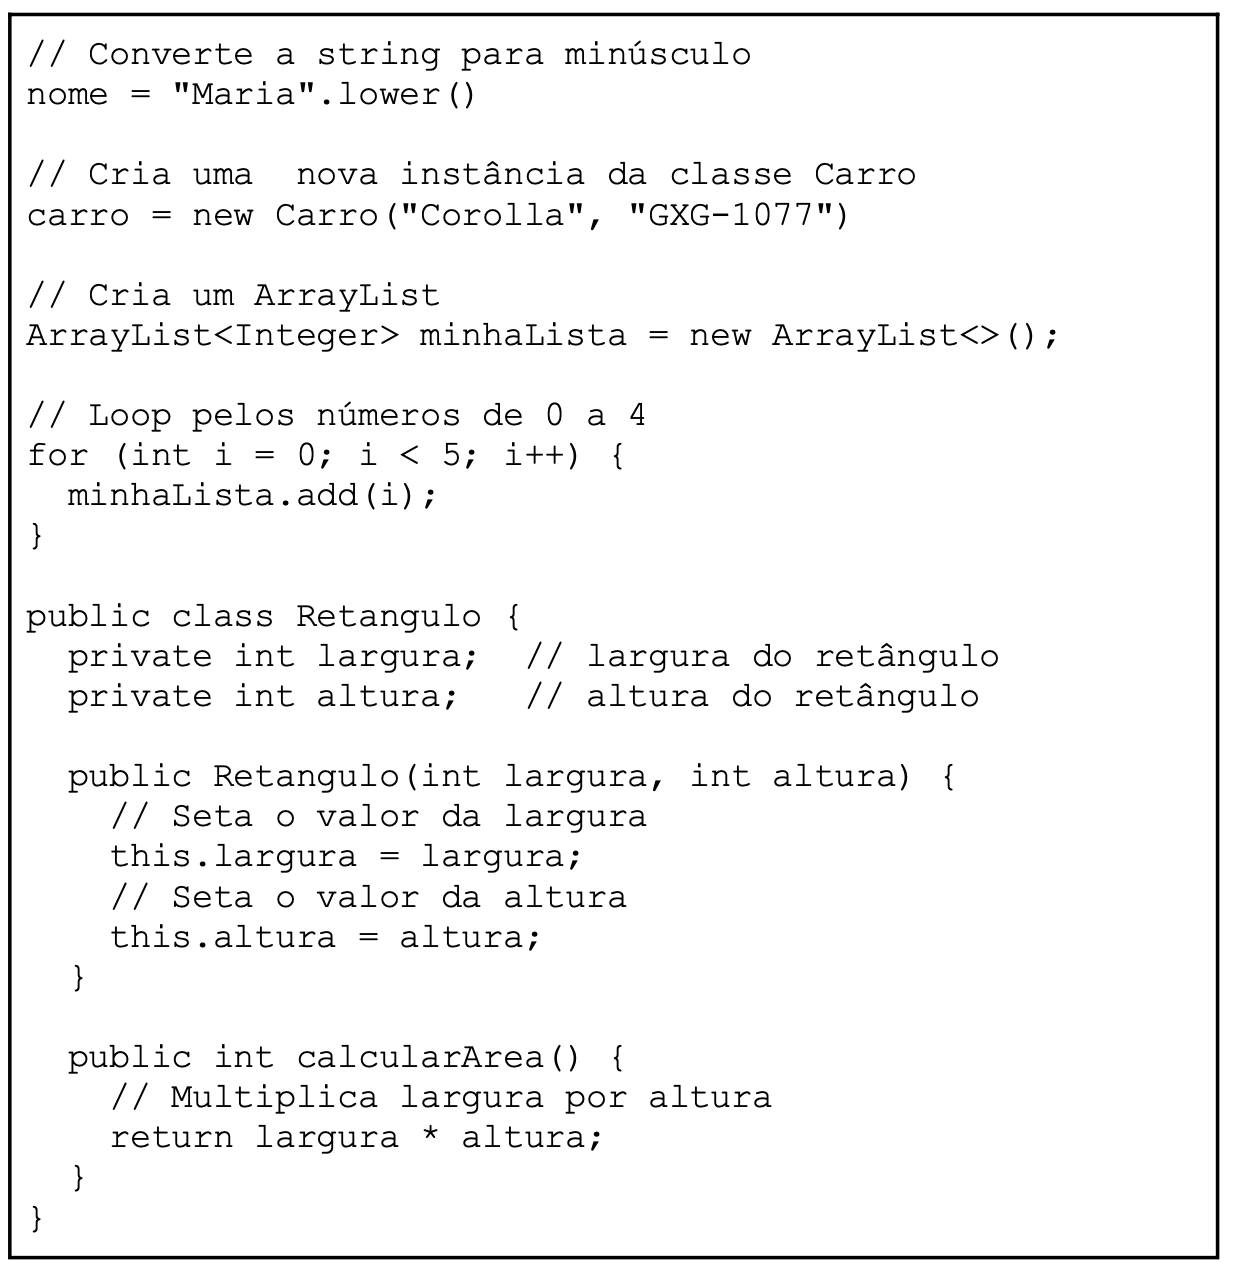 // Converte a string para minúsculo
nome = "Maria".lower()

// Cria uma  nova instância da classe Carro
carro = new Carro("Corolla", "GXG-1077")

// Cria um ArrayList
ArrayList<Integer> minhaLista = new ArrayList<>();

// Loop pelos números de 0 a 4
for (int i = 0; i < 5; i++) {
  minhaLista.add(i);
}

public class Retangulo {
  private int largura;  // largura do retângulo
  private int altura;   // altura do retângulo

  public Retangulo(int largura, int altura) {
    // Seta o valor da largura
    this.largura = largura;
    // Seta o valor da altura
    this.altura = altura;
  }

  public int calcularArea() {
    // Multiplica largura por altura
    return largura * altura;
  }
}